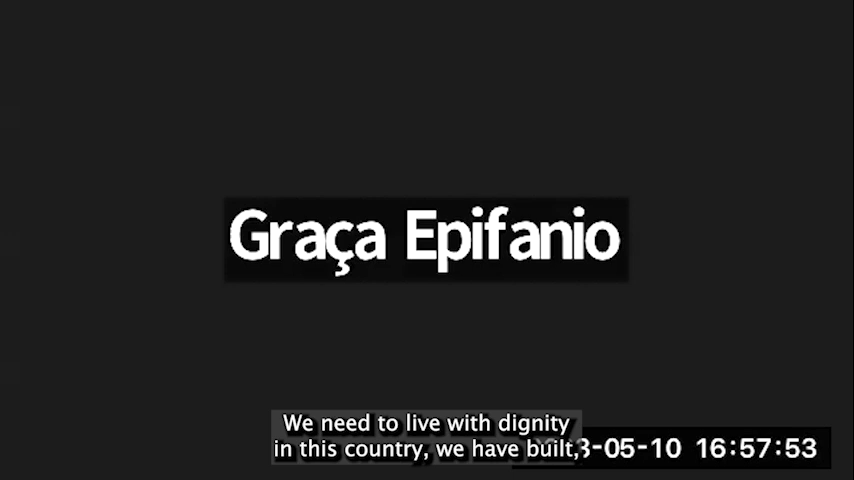 Graça Epifanio
We need to live with dignity
in this country, we have built,
3-05-10 16:57:53